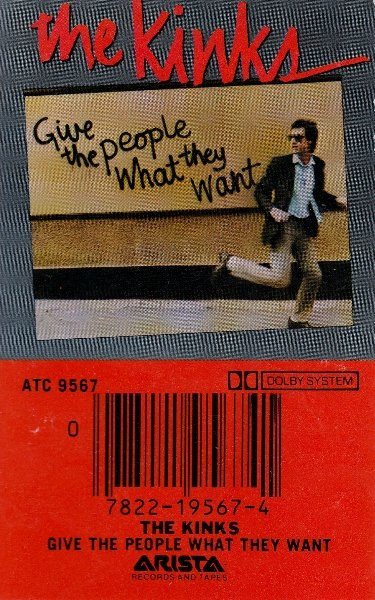 the kinks
Give
the people
what they
want
ATC 9567
DOLBY SYSTEM
0
7822-19567-4
THE KINKS
GIVE THE PEOPLE WHAT THEY WANT
ARISTA
RECORDS AND TAPES